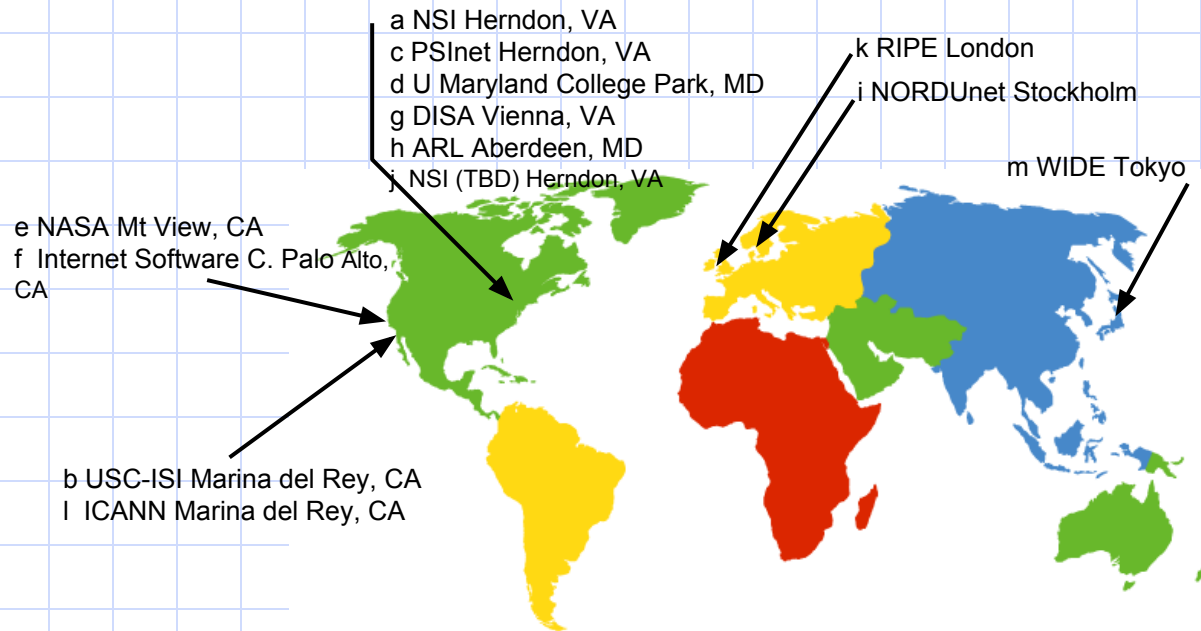 a NSI Herndon, VA
c PSInet Herndon, VA
d U Maryland College Park, MD
g DISA Vienna, VA
h ARL Aberdeen, MD
j NSI (TBD) Herndon, VA
k RIPE London
i NORDUnet Stockholm
m WIDE Tokyo
e NASA Mt View, CA
f Internet Software C. Palo Alto,
CA
b USC-ISI Marina del Rey, CA
l ICANN Marina del Rey, CA